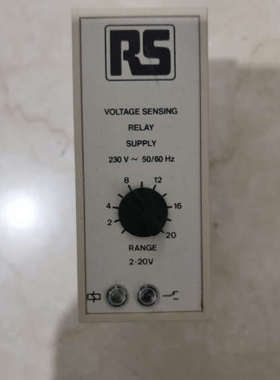 RS
VOLTAGE SENSING
RELAY
SUPPLY
230 V ~ 50/60 Hz
8 12
4 16
2 20
RANGE
2-20V